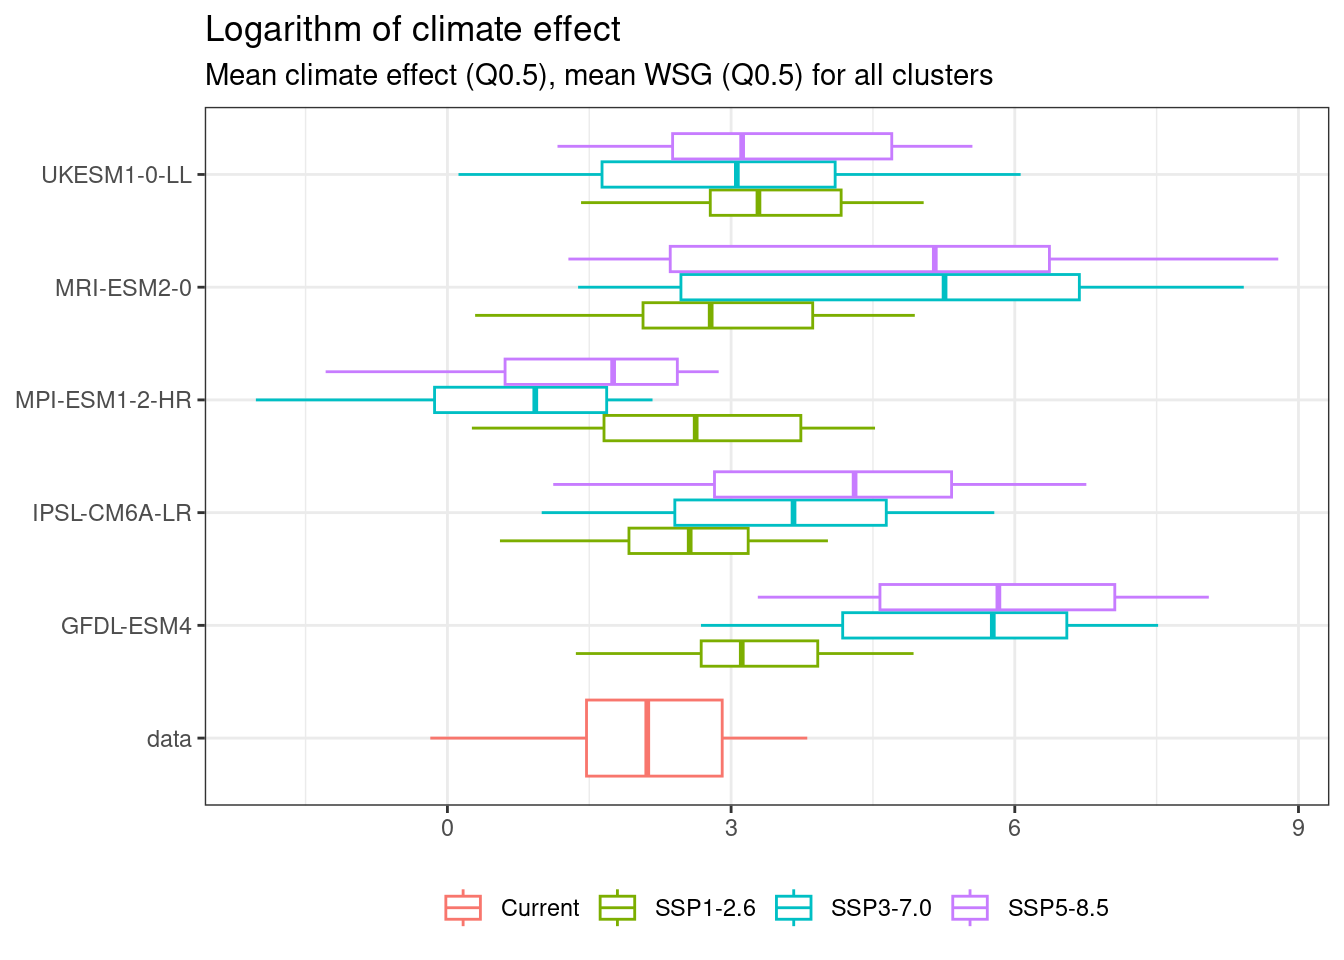 Logarithm of climate effect
Mean climate effect (Q0.5), mean WSG (Q0.5) for all clusters
UKESM1-0-LL
MRI-ESM2-0
MPI-ESM1-2-HR
IPSL-CM6A-LR
GFDL-ESM4
data
0 3 6 9
Current SSP1-2.6 SSP3-7.0 SSP5-8.5